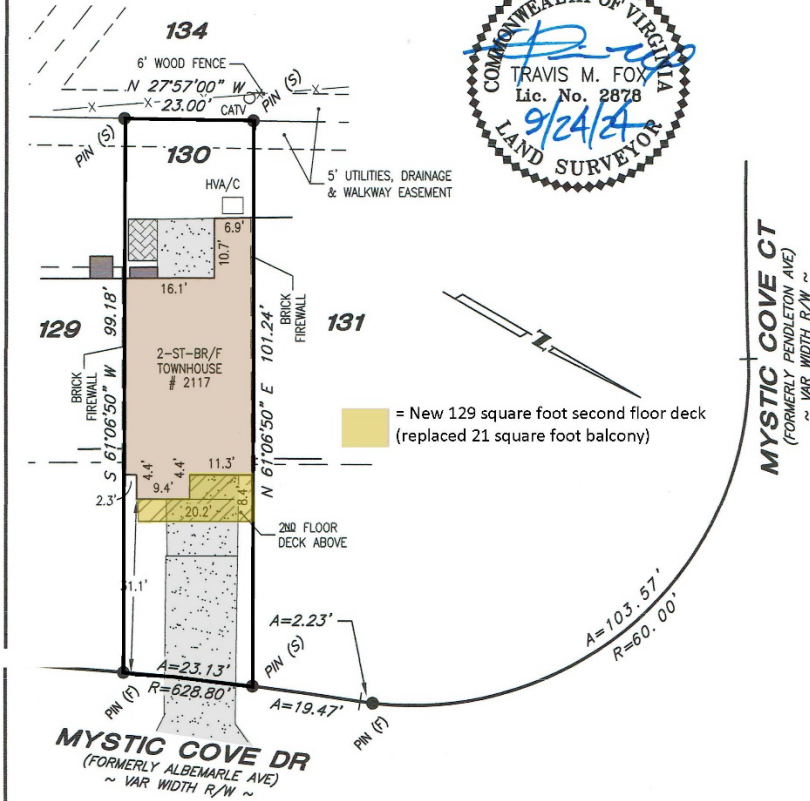 134
6' WOOD FENCE
N 27°57'00" W
23.00'
CATV
PIN (S)
PIN (S)
130
HVA/C
5' UTILITIES, DRAINAGE
& WALKWAY EASEMENT
COMMONWEALTH OF VIRGINIA
TRAVIS M. FOX
Lic. No. 2878
9/24/24
LAND SURVEYOR
6.9'
10.7'
16.1'
129
S 61°06'50" W 99.18'
BRICK
FIREWALL
2-ST-BR/F
TOWNHOUSE
# 2117
N 61°06'50" E 101.24'
BRICK
FIREWALL
131
Z
MYSTIC COVE CT
(FORMERLY PENDLETON AVE)
~ VAR WIDTH R/W ~
= New 129 square foot second floor deck
(replaced 21 square foot balcony)
2.3'
4.4'
9.4'
4.4'
11.3'
8.4'
20.2'
2ND FLOOR
DECK ABOVE
31.1'
A=2.23'
A=103.57'
R=60.00'
PIN (S)
A=23.13'
R=628.80'
A=19.47'
PIN (F)
PIN (F)
MYSTIC COVE DR
(FORMERLY ALBEMARLE AVE)
~ VAR WIDTH R/W ~